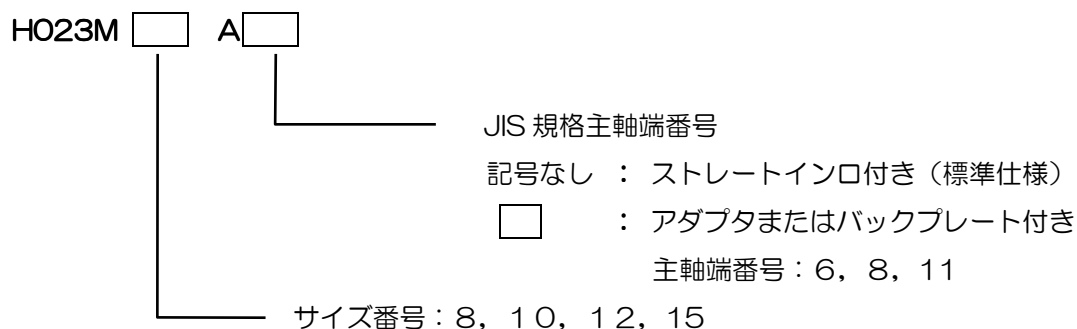 H023M □ A□
JIS 規格主軸端番号
記号なし : ストレートインロ付き（標準仕様）
□ : アダプタまたはバックプレート付き
主軸端番号：6，8，11
サイズ番号：8，10，12，15